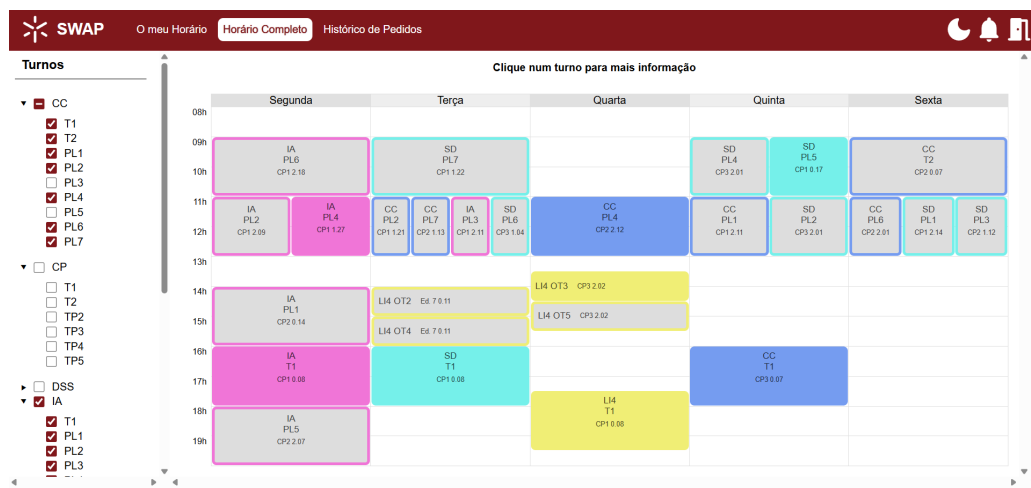 SWAP
O meu Horário
Horário Completo
Histórico de Pedidos
Turnos
CC
T1
T2
PL1
PL2
PL3
PL4
PL5
PL6
PL7
CP
T1
T2
TP2
TP3
TP4
TP5
DSS
IA
T1
PL1
PL2
PL3
Clique num turno para mais informação
Segunda
Terça
Quarta
Quinta
Sexta
08h
09h
10h
11h
12h
13h
14h
15h
16h
17h
18h
19h
IA
PL6
CP1 2.18
IA
PL2
CP1 2.09
IA
PL4
CP1 1.27
IA
PL1
CP2 0.14
IA
T1
CP1 0.08
IA
PL5
CP2 2.07
SD
PL7
CP1 1.22
CC
PL2
CP1 1.21
CC
PL7
CP2 1.13
IA
PL3
CP1 2.11
SD
PL6
CP3 1.04
LI4 OT2 Ed. 7 0.11
LI4 OT4 Ed. 7 0.11
SD
T1
CP1 0.08
CC
PL4
CP2 2.12
LI4 OT3 CP3 2.02
LI4 OT5 CP3 2.02
LI4
T1
CP1 0.08
SD
PL4
CP3 2.01
SD
PL5
CP1 0.17
CC
PL1
CP1 2.11
SD
PL2
CP3 2.01
CC
T1
CP3 0.07
CC
T2
CP2 0.07
CC
PL6
CP2 2.01
SD
PL1
CP1 2.14
SD
PL3
CP2 1.12